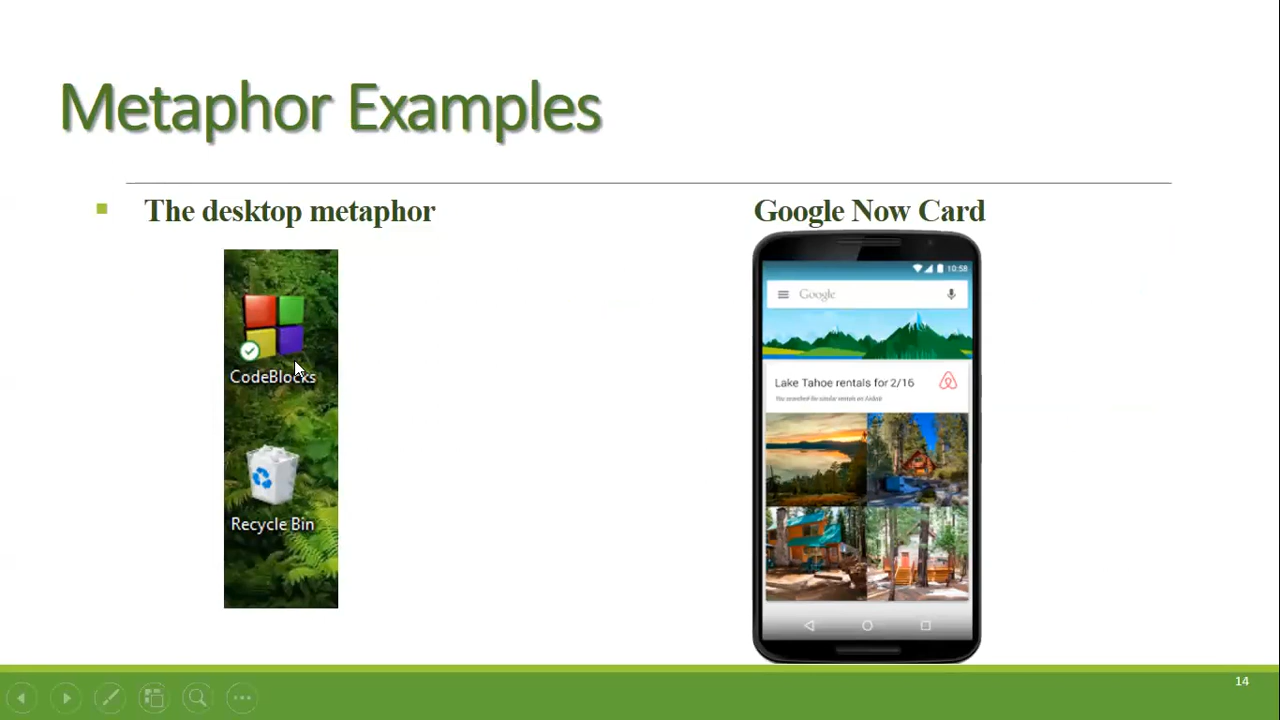 Metaphor Examples
The desktop metaphor
Google Now Card
CodeBlocks
Recycle Bin
10:58
Google
Lake Tahoe rentals for 2/16
14